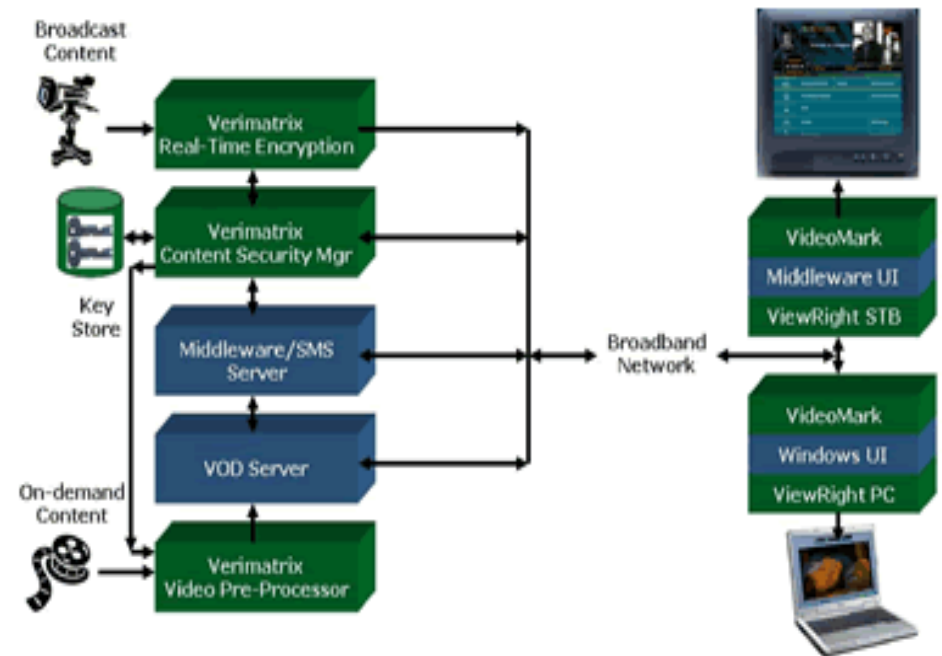 Broadcast
Content
Verimatrix
Real-Time Encryption
Verimatrix
Content Security Mgr
Key
Store
Middleware/SMS
Server
VOD Server
On-demand
Content
Verimatrix
Video Pre-Processor
Broadband
Network
VideoMark
Middleware UI
ViewRight STB
VideoMark
Windows UI
ViewRight PC